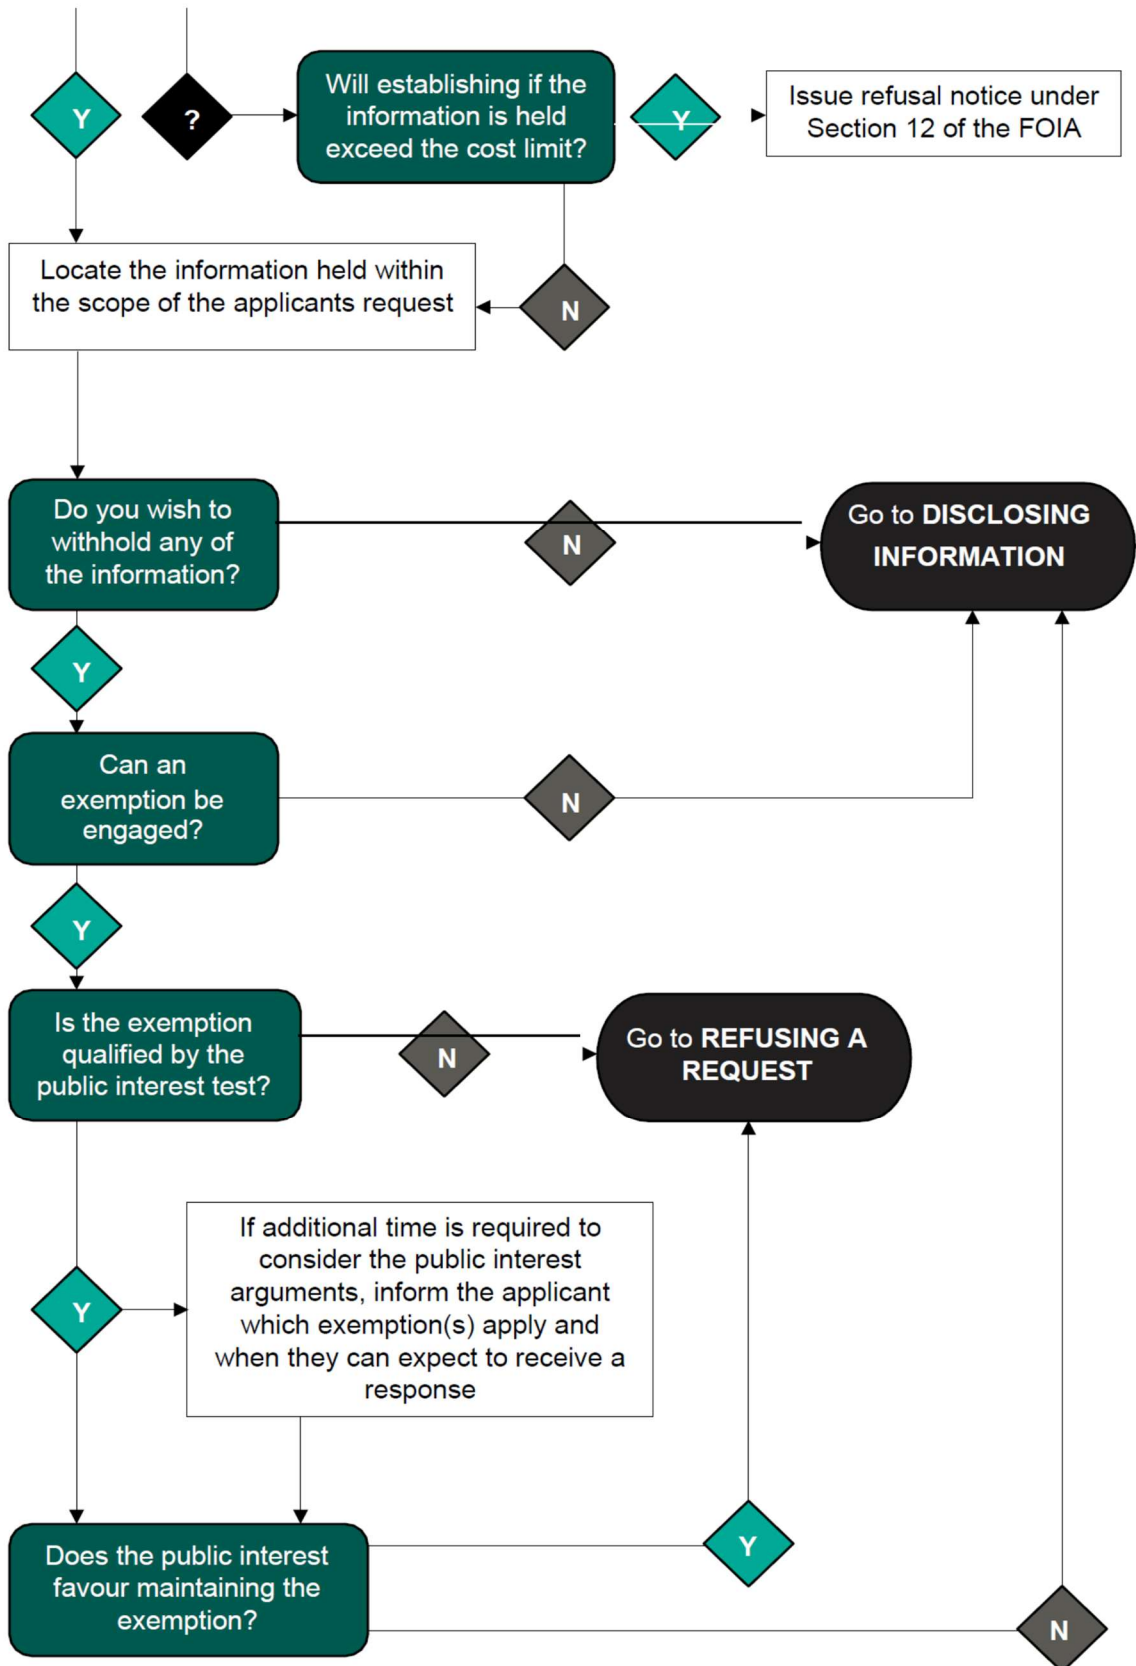 Y
?
Will establishing if the
information is held
exceed the cost limit?
Y
Issue refusal notice under
Section 12 of the FOIA
Locate the information held within
the scope of the applicants request
N
Do you wish to
withhold any of
the information?
N
Go to DISCLOSING
INFORMATION
Y
Can an
exemption be
engaged?
N
Y
Is the exemption
qualified by the
public interest test?
N
Go to REFUSING A
REQUEST
If additional time is required to
consider the public interest
arguments, inform the applicant
which exemption(s) apply and
when they can expect to receive a
response
Y
Does the public interest
favour maintaining the
exemption?
Y
N